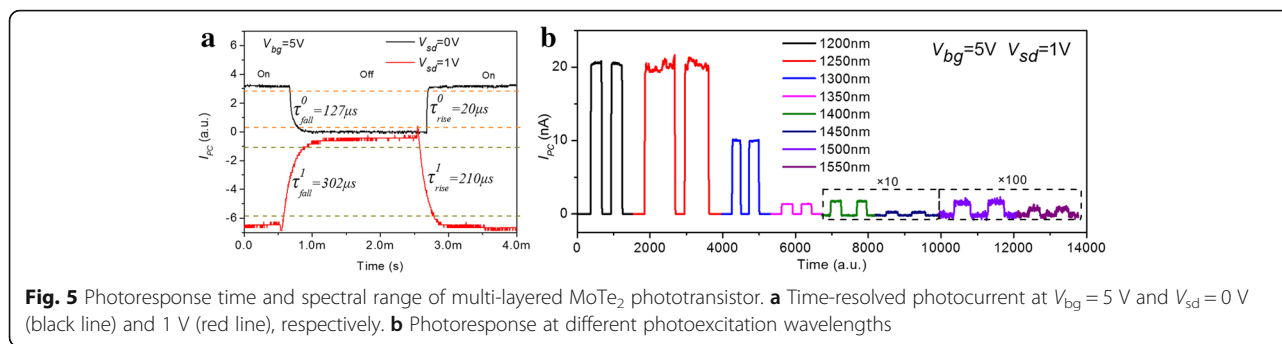 a
V_bg=5V
V_sd=0V
V_sd=1V
On
Off
On
τ^0_fall=127μs
τ^0_rise=20μs
τ^1_fall=302μs
τ^1_rise=210μs
I_PC (a.u.)
4
2
0
-2
-4
-6
0.0
1.0m
2.0m
3.0m
4.0m
Time (s)
b
1200nm
1250nm
1300nm
1350nm
1400nm
1450nm
1500nm
1550nm
V_bg=5V V_sd=1V
×10
×100
I_PC (nA)
20
10
0
0
2000
4000
6000
8000
10000
12000
14000
Time (a.u.)
Fig. 5 Photoresponse time and spectral range of multi-layered MoTe₂ phototransistor. a Time-resolved photocurrent at V_bg = 5 V and V_sd = 0 V
(black line) and 1 V (red line), respectively. b Photoresponse at different photoexcitation wavelengths